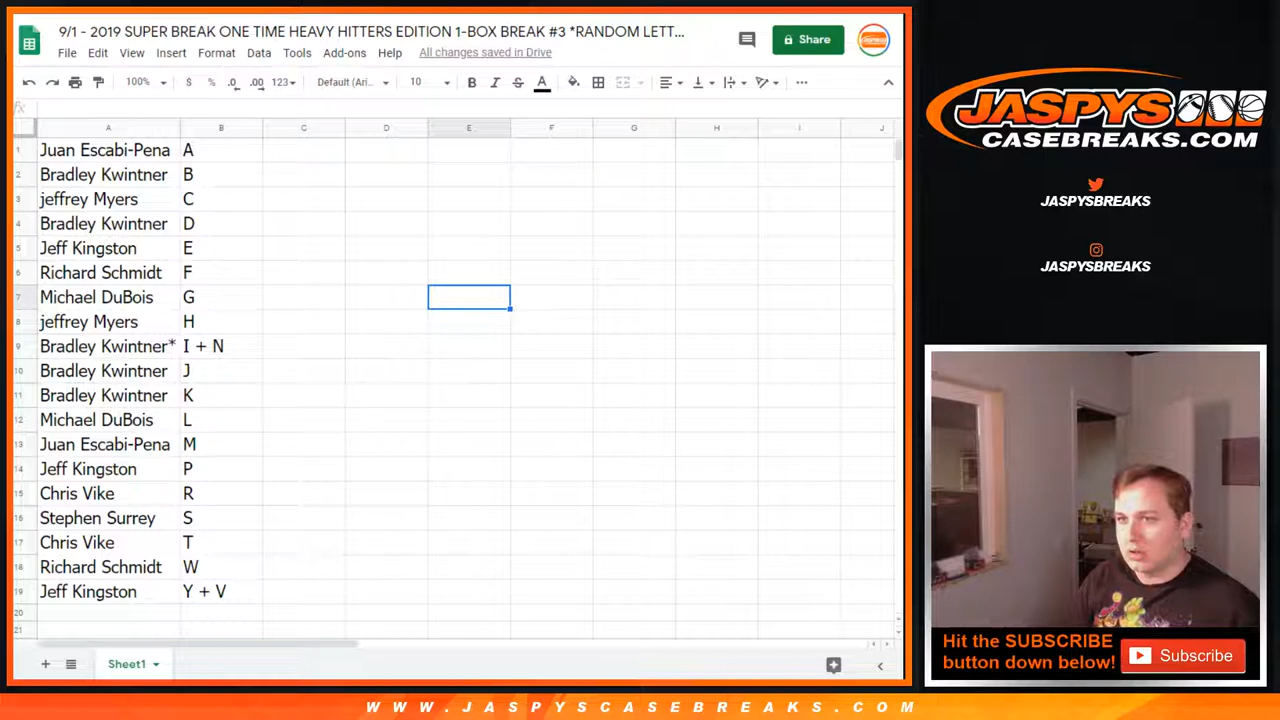 9/1 - 2019 SUPER BREAK ONE TIME HEAVY HITTERS EDITION 1-BOX BREAK #3 *RANDOM LETT...
File Edit View Insert Format Data Tools Add-ons Help All changes saved in Drive
Share
100% $ % .0 .00 123 Default (Ari... 10 B I S A
fx
A B C D E F G H I J
1 Juan Escabi-Pena A
2 Bradley Kwintner B
3 jeffrey Myers C
4 Bradley Kwintner D
5 Jeff Kingston E
6 Richard Schmidt F
7 Michael DuBois G
8 jeffrey Myers H
9 Bradley Kwintner* I + N
10 Bradley Kwintner J
11 Bradley Kwintner K
12 Michael DuBois L
13 Juan Escabi-Pena M
14 Jeff Kingston P
15 Chris Vike R
16 Stephen Surrey S
17 Chris Vike T
18 Richard Schmidt W
19 Jeff Kingston Y + V
20
21
Sheet1
JASPYS
CASEBREAKS.COM
JASPYSBREAKS
JASPYSBREAKS
Hit the SUBSCRIBE
button down below!
Subscribe
WWW.JASPYSCASEBREAKS.COM